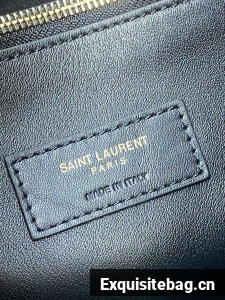 SAINT LAURENT
PARIS
MADE IN ITALY
Exquisitebag.cn